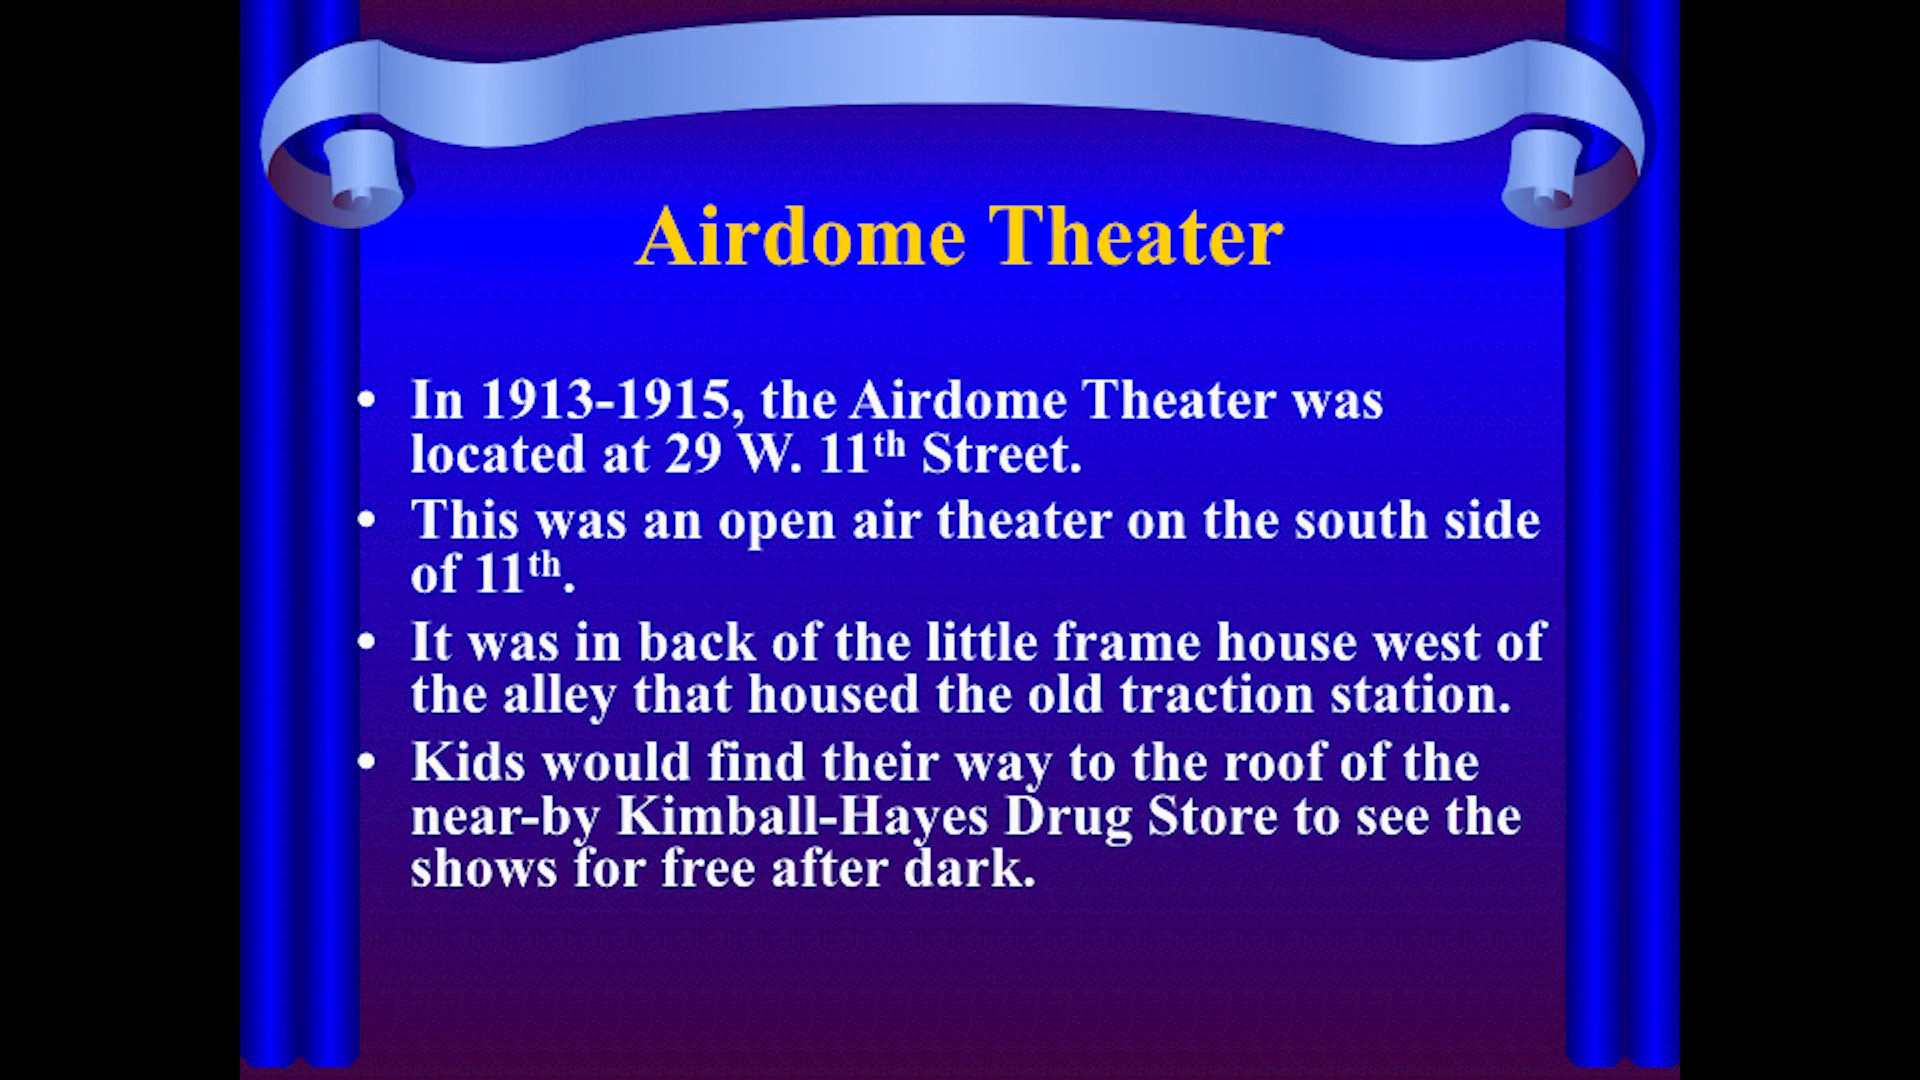 Airdome Theater
• In 1913-1915, the Airdome Theater was
located at 29 W. 11th Street.
• This was an open air theater on the south side
of 11th.
• It was in back of the little frame house west of
the alley that housed the old traction station.
• Kids would find their way to the roof of the
near-by Kimball-Hayes Drug Store to see the
shows for free after dark.